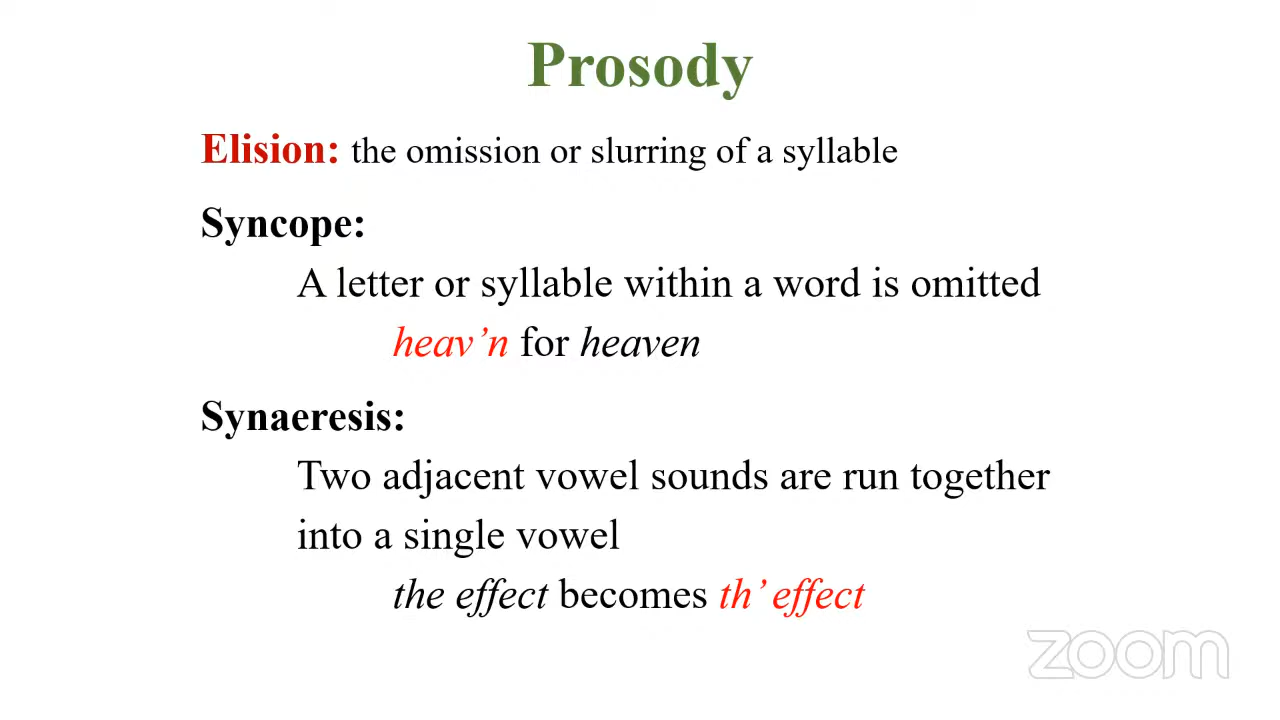 Prosody
Elision: the omission or slurring of a syllable
Syncope:
A letter or syllable within a word is omitted
heav’n for heaven
Synaeresis:
Two adjacent vowel sounds are run together
into a single vowel
the effect becomes th’ effect
zoom